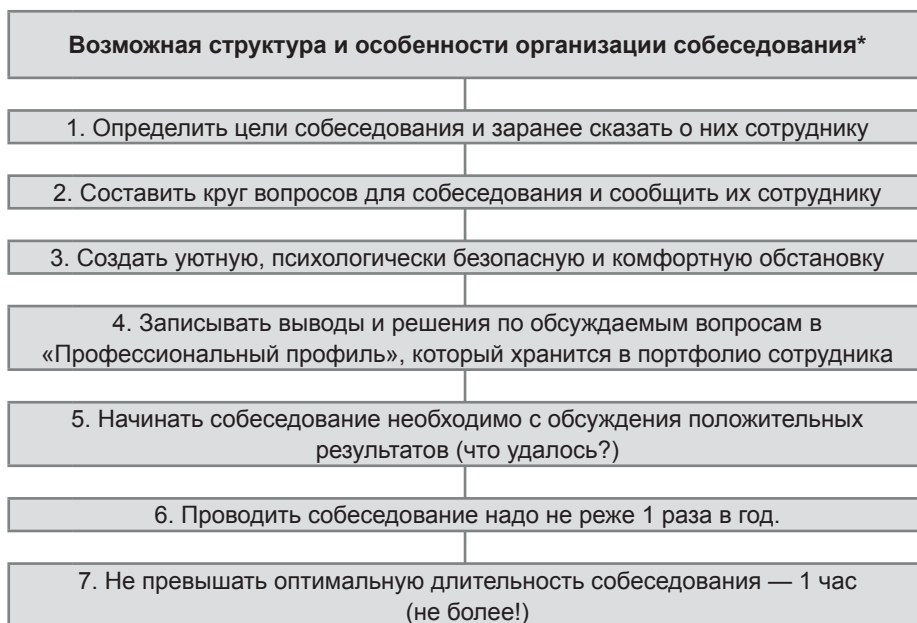 Возможная структура и особенности организации собеседования*
1. Определить цели собеседования и заранее сказать о них сотруднику
2. Составить круг вопросов для собеседования и сообщить их сотруднику
3. Создать уютную, психологически безопасную и комфортную обстановку
4. Записывать выводы и решения по обсуждаемым вопросам в
«Профессиональный профиль», который хранится в портфолио сотрудника
5. Начинать собеседование необходимо с обсуждения положительных
результатов (что удалось?)
6. Проводить собеседование надо не реже 1 раза в год.
7. Не превышать оптимальную длительность собеседования — 1 час
(не более!)